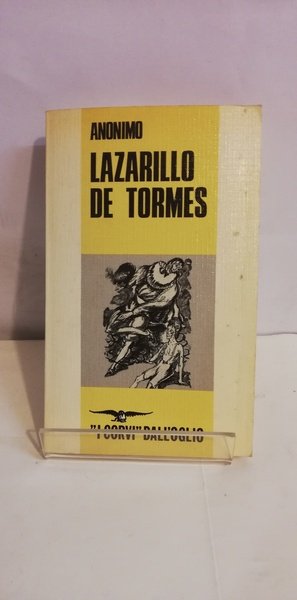 ANONIMO
LAZARILLO
DE TORMES
"I CORVI" DALL'OGLIO